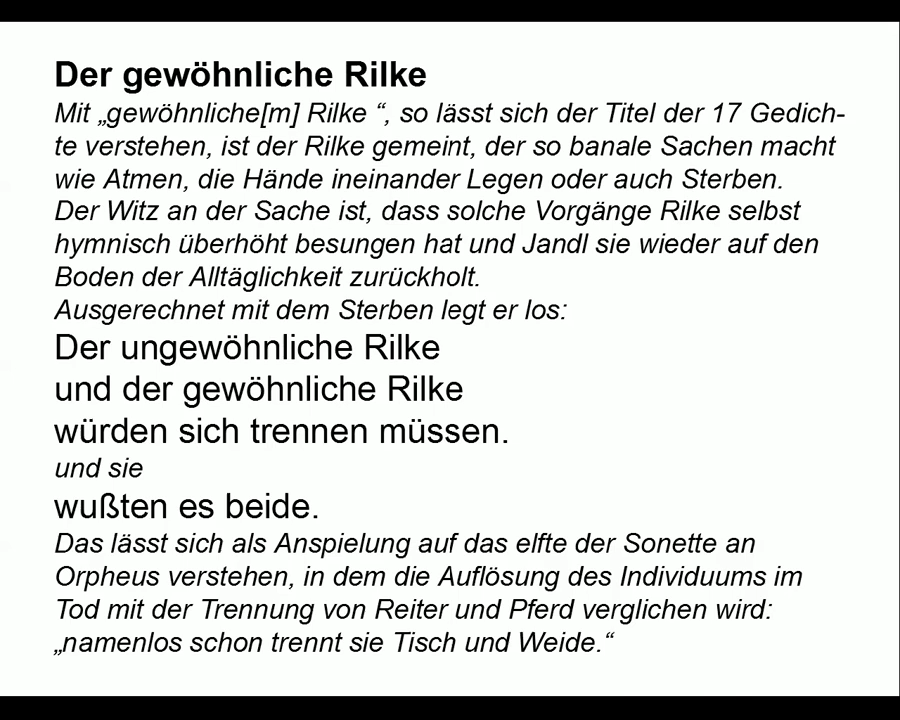 Der gewöhnliche Rilke
Mit „gewöhnliche[m] Rilke “, so lässt sich der Titel der 17 Gedich-
te verstehen, ist der Rilke gemeint, der so banale Sachen macht
wie Atmen, die Hände ineinander Legen oder auch Sterben.
Der Witz an der Sache ist, dass solche Vorgänge Rilke selbst
hymnisch überhöht besungen hat und Jandl sie wieder auf den
Boden der Alltäglichkeit zurückholt.
Ausgerechnet mit dem Sterben legt er los:
Der ungewöhnliche Rilke
und der gewöhnliche Rilke
würden sich trennen müssen.
und sie
wußten es beide.
Das lässt sich als Anspielung auf das elfte der Sonette an
Orpheus verstehen, in dem die Auflösung des Individuums im
Tod mit der Trennung von Reiter und Pferd verglichen wird:
„namenlos schon trennt sie Tisch und Weide.“